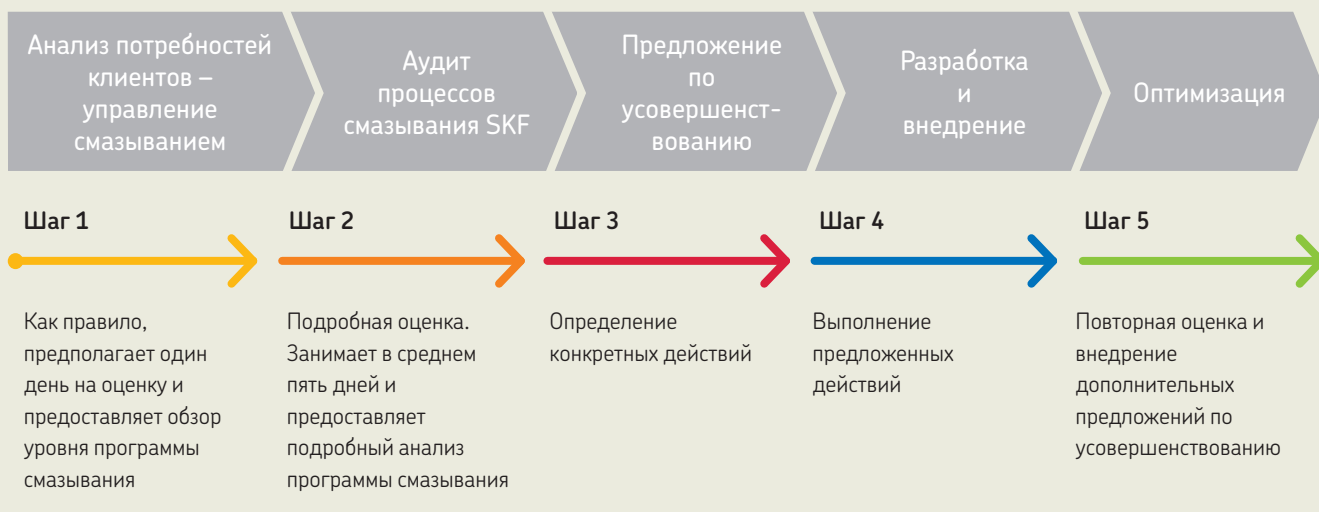 Анализ потребностей
клиентов –
управление
смазыванием
Аудит
процессов
смазывания SKF
Предложение
по
усовершенст-
вованию
Разработка
и
внедрение
Оптимизация
Шаг 1
Как правило,
предполагает один
день на оценку и
предоставляет обзор
уровня программы
смазывания
Шаг 2
Подробная оценка.
Занимает в среднем
пять дней и
предоставляет
подробный анализ
программы смазывания
Шаг 3
Определение
конкретных действий
Шаг 4
Выполнение
предложенных
действий
Шаг 5
Повторная оценка и
внедрение
дополнительных
предложений по
усовершенствованию